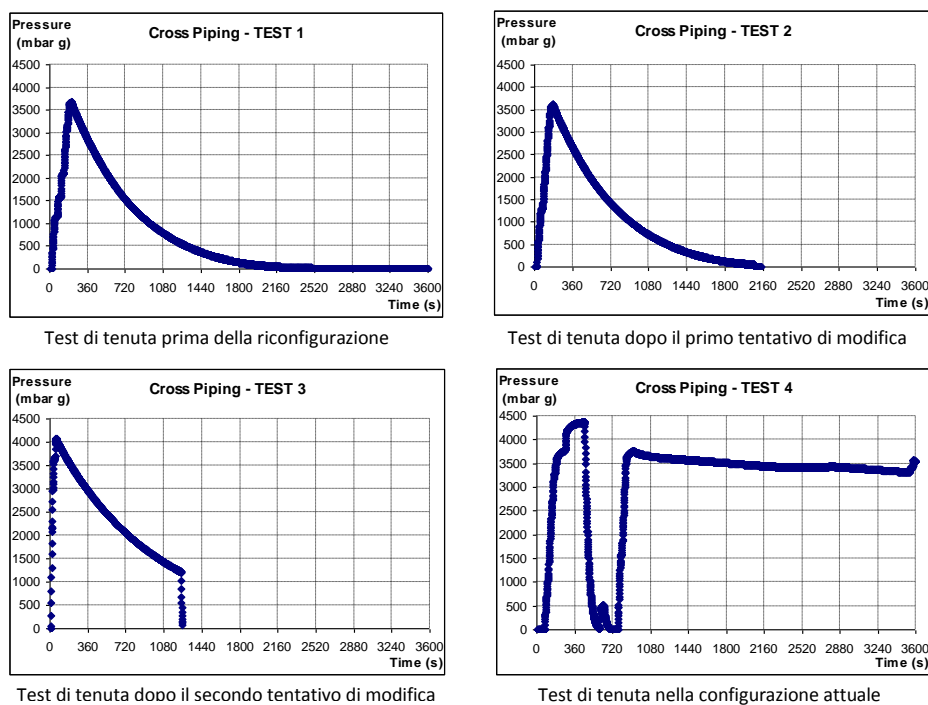 Pressure
(mbar g)
Cross Piping - TEST 1
4500
4000
3500
3000
2500
2000
1500
1000
500
0
0 360 720 1080 1440 1800 2160 2520 2880 3240 3600
Time (s)
Test di tenuta prima della riconfigurazione
Pressure
(mbar g)
Cross Piping - TEST 2
4500
4000
3500
3000
2500
2000
1500
1000
500
0
0 360 720 1080 1440 1800 2160 2520 2880 3240 3600
Time (s)
Test di tenuta dopo il primo tentativo di modifica
Pressure
(mbar g)
Cross Piping - TEST 3
4500
4000
3500
3000
2500
2000
1500
1000
500
0
0 360 720 1080 1440 1800 2160 2520 2880 3240 3600
Time (s)
Test di tenuta dopo il secondo tentativo di modifica
Pressure
(mbar g)
Cross Piping - TEST 4
4500
4000
3500
3000
2500
2000
1500
1000
500
0
0 360 720 1080 1440 1800 2160 2520 2880 3240 3600
Time (s)
Test di tenuta nella configurazione attuale